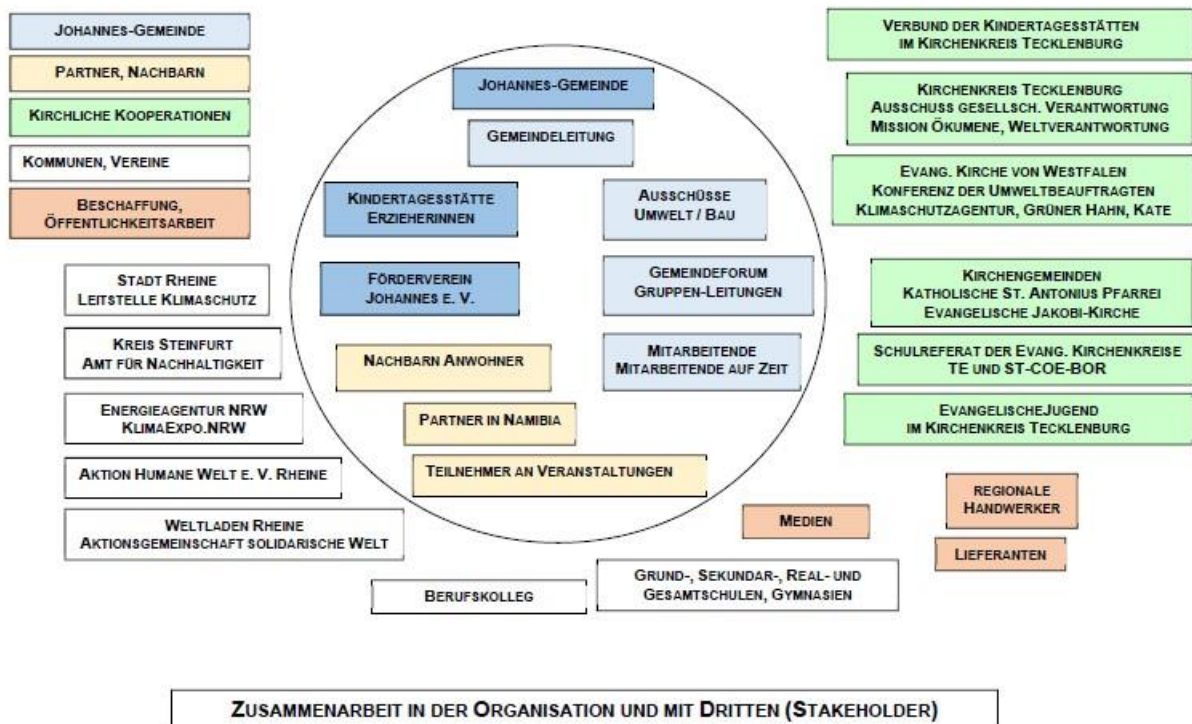 JOHANNES-GEMEINDE
PARTNER, NACHBARN
KIRCHLICHE KOOPERATIONEN
KOMMUNEN, VEREINE
BESCHAFFUNG,
ÖFFENTLICHKEITSARBEIT
STADT RHEINE
LEITSTELLE KLIMASCHUTZ
KREIS STEINFURT
AMT FÜR NACHHALTIGKEIT
ENERGIEAGENTUR NRW
KLIMAEXPO.NRW
AKTION HUMANE WELT E. V. RHEINE
WELTLADEN RHEINE
AKTIONSGEMEINSCHAFT SOLIDARISCHE WELT
JOHANNES-GEMEINDE
GEMEINDELEITUNG
KINDERTAGESSTÄTTE
ERZIEHERINNEN
AUSSCHÜSSE
UMWELT / BAU
FÖRDERVEREIN
JOHANNES E. V.
GEMEINDEFORUM
GRUPPEN-LEITUNGEN
NACHBARN ANWOHNER
MITARBEITENDE
MITARBEITENDE AUF ZEIT
PARTNER IN NAMIBIA
TEILNEHMER AN VERANSTALTUNGEN
VERBUND DER KINDERTAGESSTÄTTEN
IM KIRCHENKREIS TECKLENBURG
KIRCHENKREIS TECKLENBURG
AUSSCHUSS GESELLSCH. VERANTWORTUNG
MISSION ÖKUMENE, WELTVERANTWORTUNG
EVANG. KIRCHE VON WESTFALEN
KONFERENZ DER UMWELTBEAUFTRAGTEN
KLIMASCHUTZAGENTUR, GRÜNER HAHN, KATE
KIRCHENGEMEINDEN
KATHOLISCHE ST. ANTONIUS PFARREI
EVANGELISCHE JAKOBI-KIRCHE
SCHULREFERAT DER EVANG. KIRCHENKREISE
TE UND ST-COE-BOR
EVANGELISCHEJUGEND
IM KIRCHENKREIS TECKLENBURG
REGIONALE
HANDWERKER
MEDIEN
LIEFERANTEN
BERUFSKOLLEG
GRUND-, SEKUNDAR-, REAL- UND
GESAMTSCHULEN, GYMNASIEN
ZUSAMMENARBEIT IN DER ORGANISATION UND MIT DRITTEN (STAKEHOLDER)